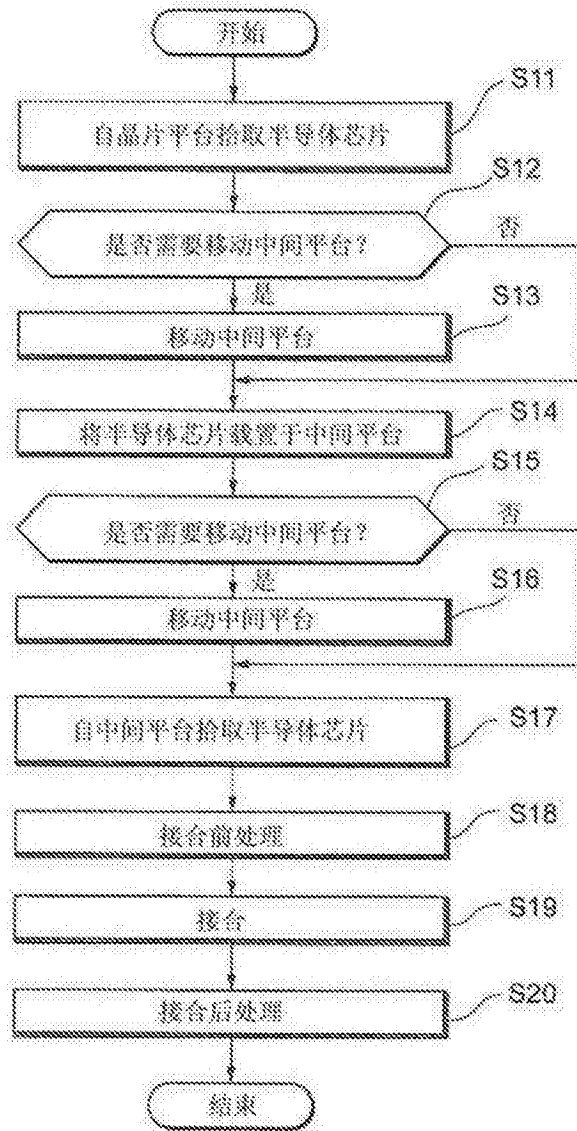 开始
S11
自晶片平台拾取半导体芯片
S12
是否需要移动中间平台?
否
是
S13
移动中间平台
S14
将半导体芯片载置于中间平台
S15
是否需要移动中间平台?
否
是
S16
移动中间平台
S17
自中间平台拾取半导体芯片
S18
接合前处理
S19
接合
S20
接合后处理
结束